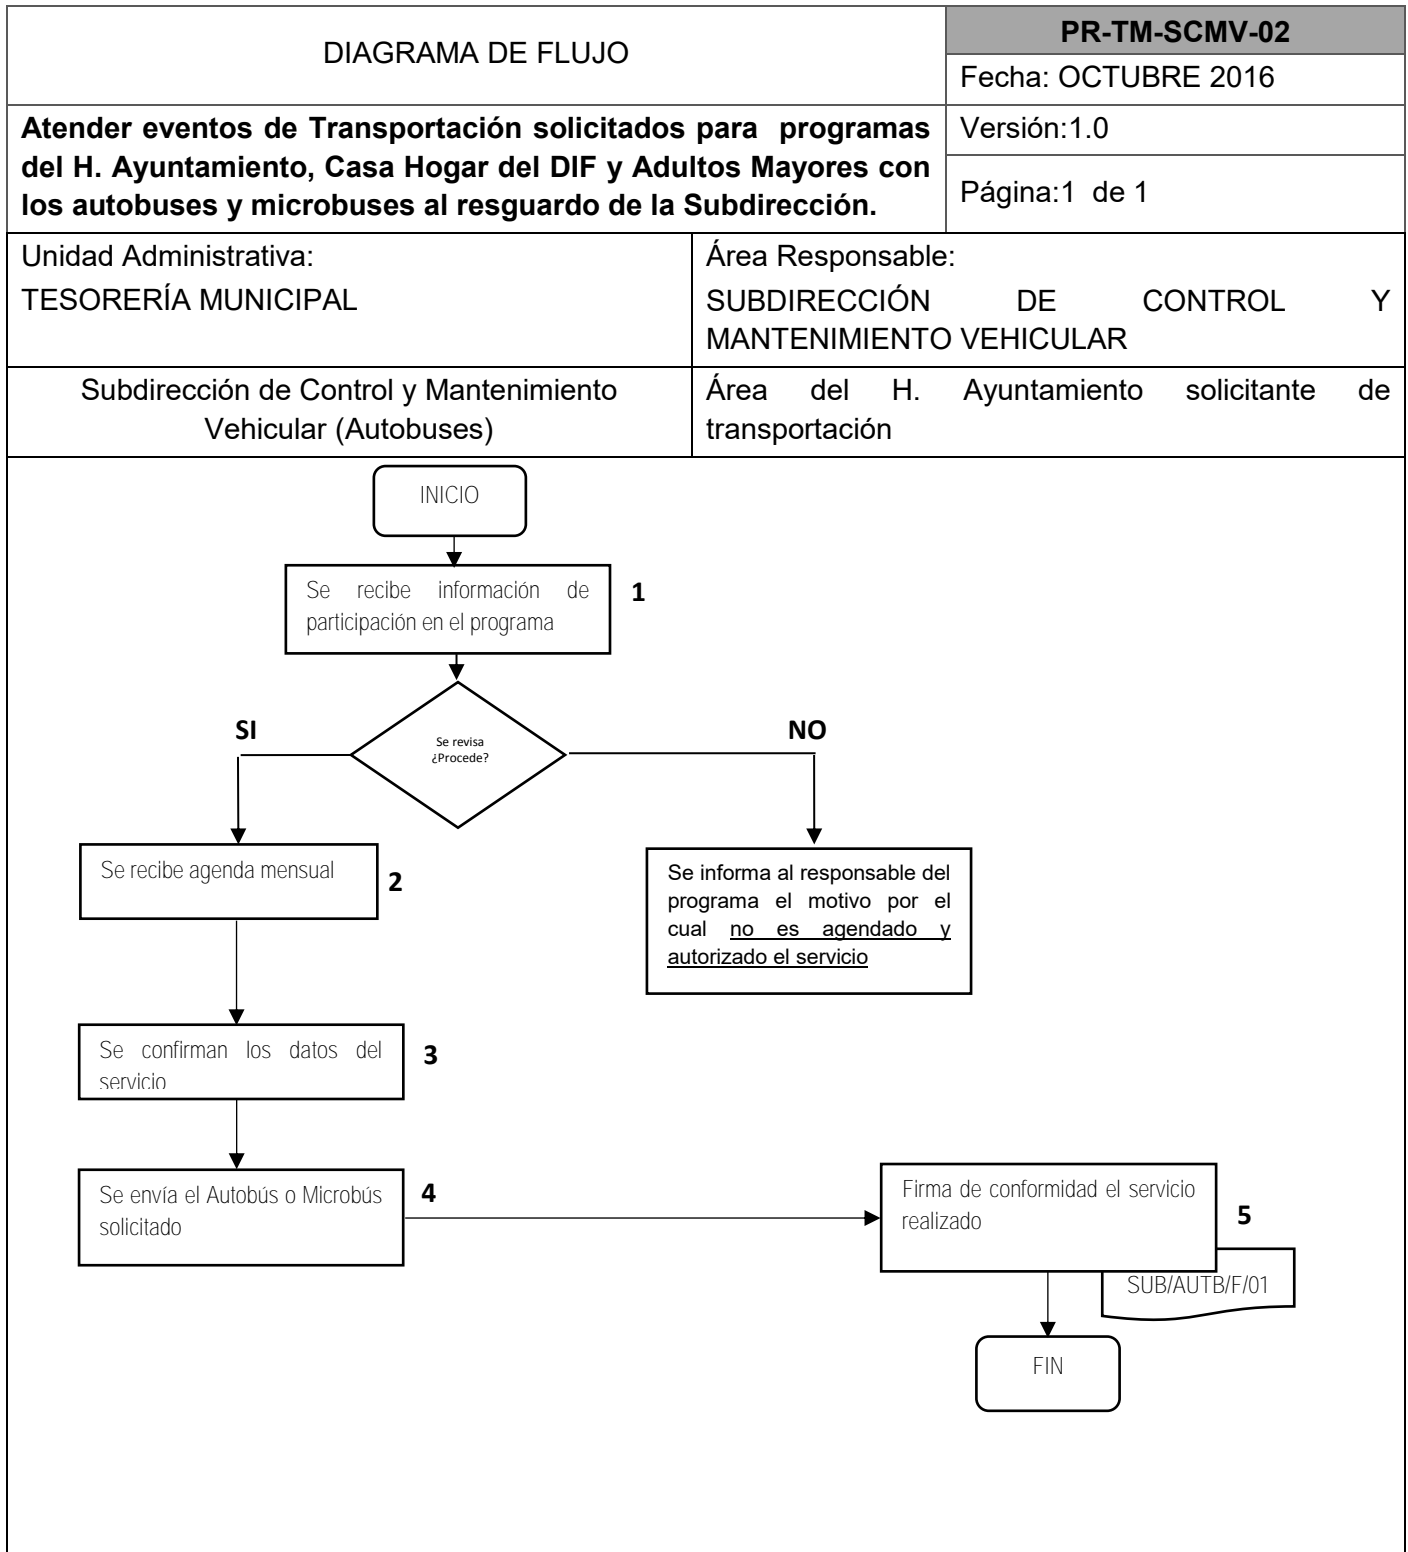 DIAGRAMA DE FLUJO
PR-TM-SCMV-02
Fecha: OCTUBRE 2016
Atender eventos de Transportación solicitados para programas
del H. Ayuntamiento, Casa Hogar del DIF y Adultos Mayores con
los autobuses y microbuses al resguardo de la Subdirección.
Versión:1.0
Página:1 de 1
Unidad Administrativa:
TESORERÍA MUNICIPAL
Área Responsable:
SUBDIRECCIÓN DE CONTROL Y
MANTENIMIENTO VEHICULAR
Subdirección de Control y Mantenimiento
Vehicular (Autobuses)
Área del H. Ayuntamiento solicitante de
transportación
INICIO
Se recibe información de
participación en el programa
1
Se revisa
¿Procede?
SI
NO
Se recibe agenda mensual
2
Se informa al responsable del
programa el motivo por el
cual no es agendado y
autorizado el servicio
Se confirman los datos del
servicio
3
Se envía el Autobús o Microbús
solicitado
4
Firma de conformidad el servicio
realizado
5
SUB/AUTB/F/01
FIN